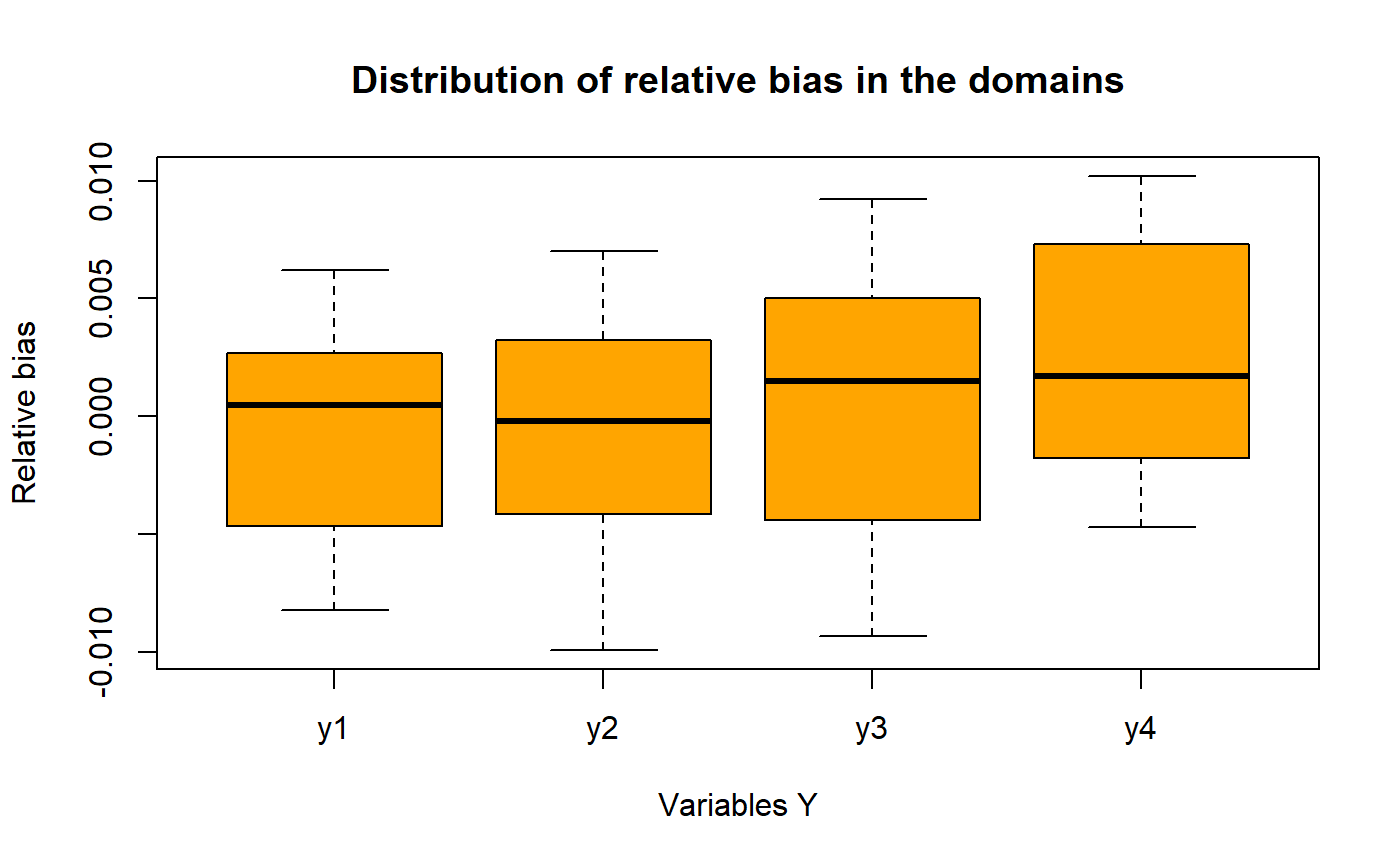 Distribution of relative bias in the domains
Relative bias
0.010
0.005
0.000
-0.010
y1 y2 y3 y4
Variables Y